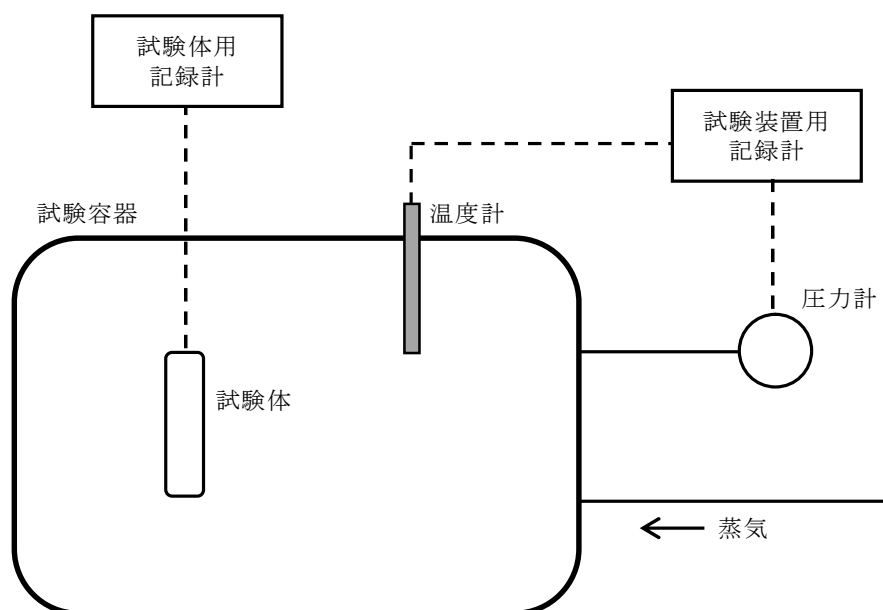 試験体用
記録計
試験装置用
記録計
試験容器
温度計
圧力計
試験体
蒸気